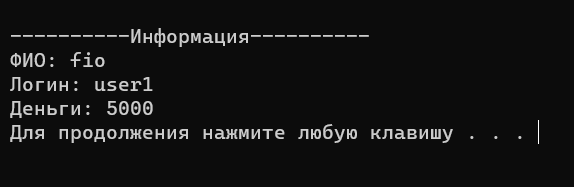 ----------Информация----------
ФИО: fio
Логин: user1
Деньги: 5000
Для продолжения нажмите любую клавишу . . .